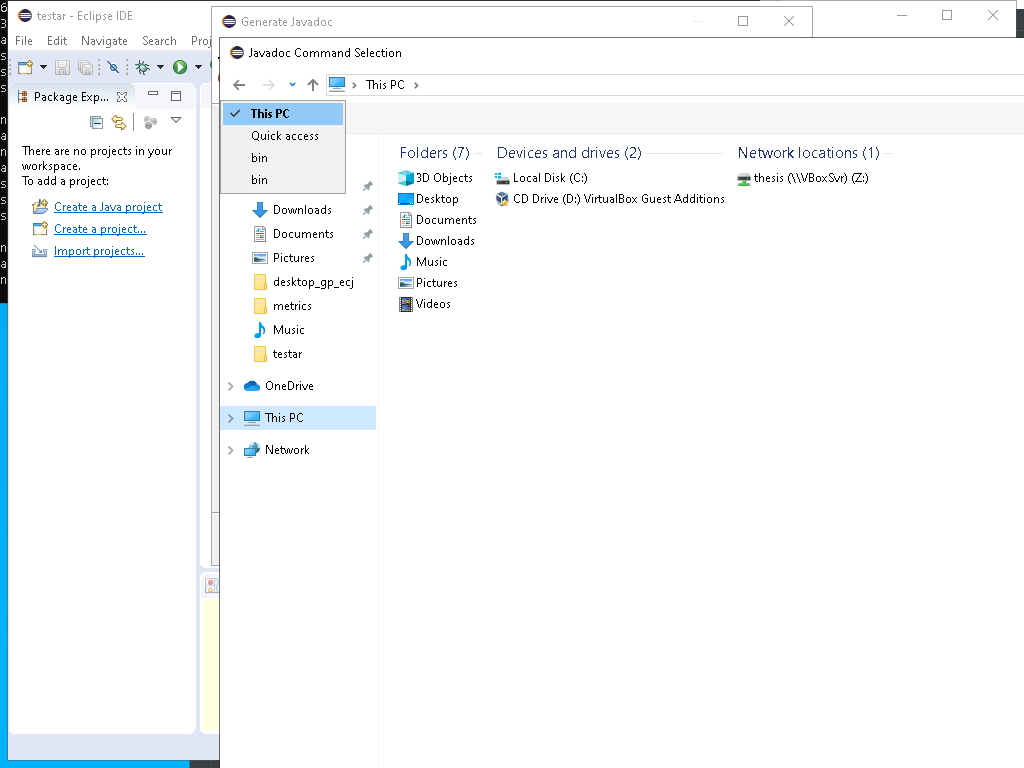 testar - Eclipse IDE
Generate Javadoc
File Edit Navigate Search Proj
Javadoc Command Selection
This PC
Package Exp...
This PC
Quick access
bin
bin
There are no projects in your
workspace.
To add a project:
Create a Java project
Create a project...
Import projects...
Downloads
Documents
Pictures
desktop_gp_ecj
metrics
Music
testar
OneDrive
This PC
Network
Folders (7)
3D Objects
Desktop
Documents
Downloads
Music
Pictures
Videos
Devices and drives (2)
Local Disk (C:)
CD Drive (D:) VirtualBox Guest Additions
Network locations (1)
thesis (\\VBoxSvr) (Z:)